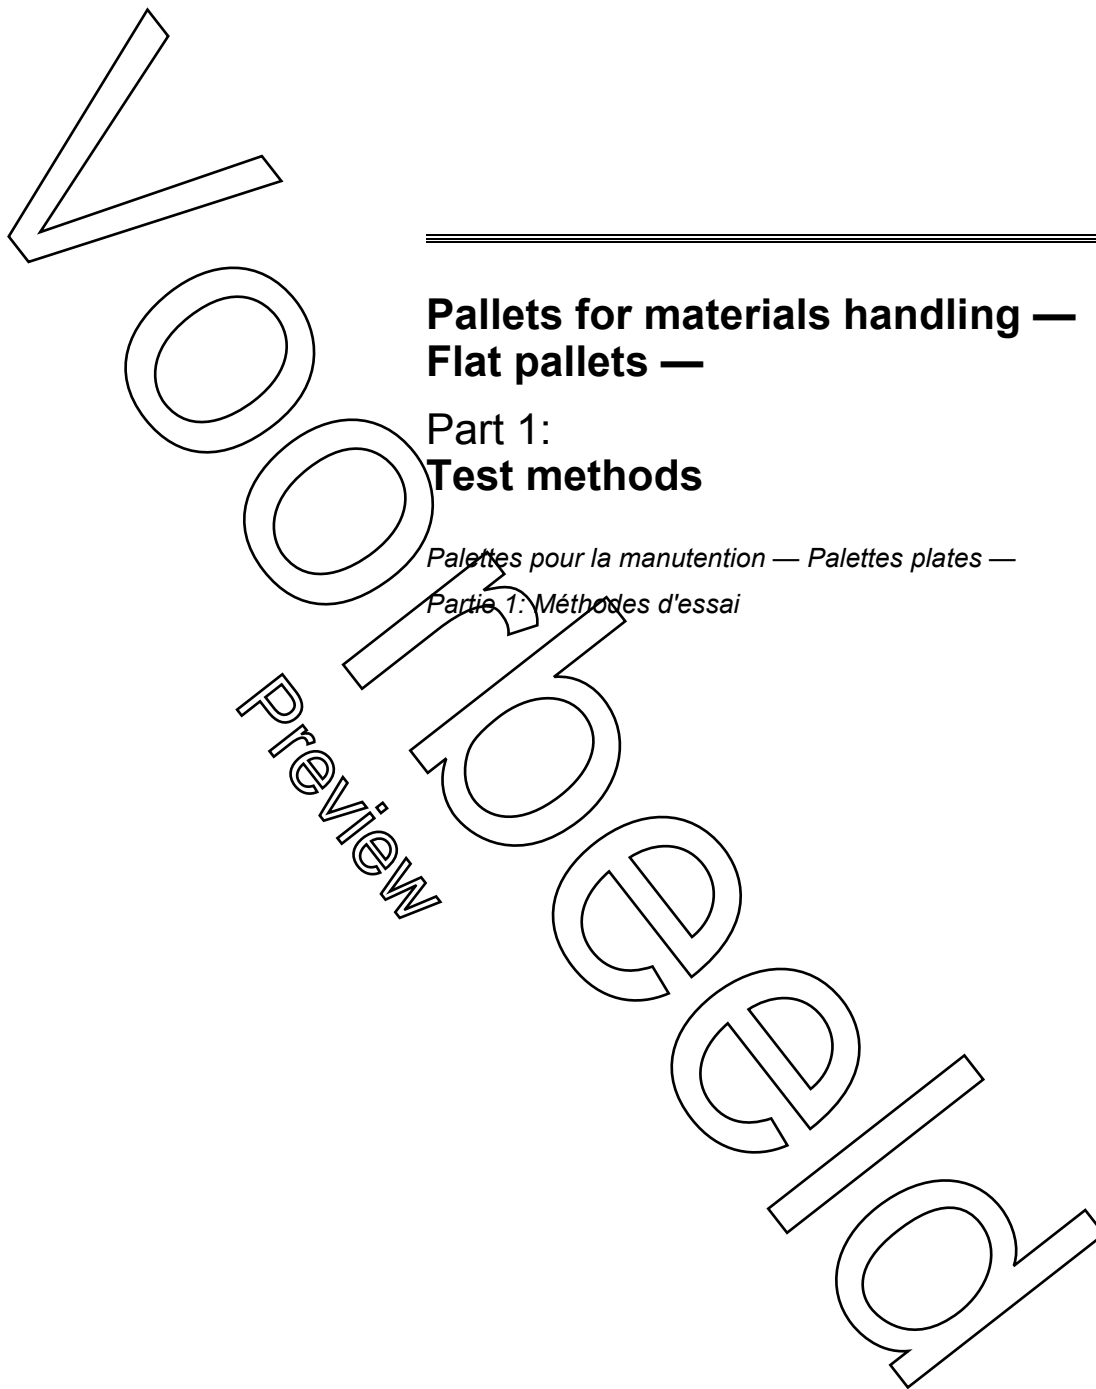 Pallets for materials handling —
Flat pallets —
Part 1:
Test methods
Palettes pour la manutention — Palettes plates —
Partie 1: Méthodes d'essai
Voorbeeld
Preview